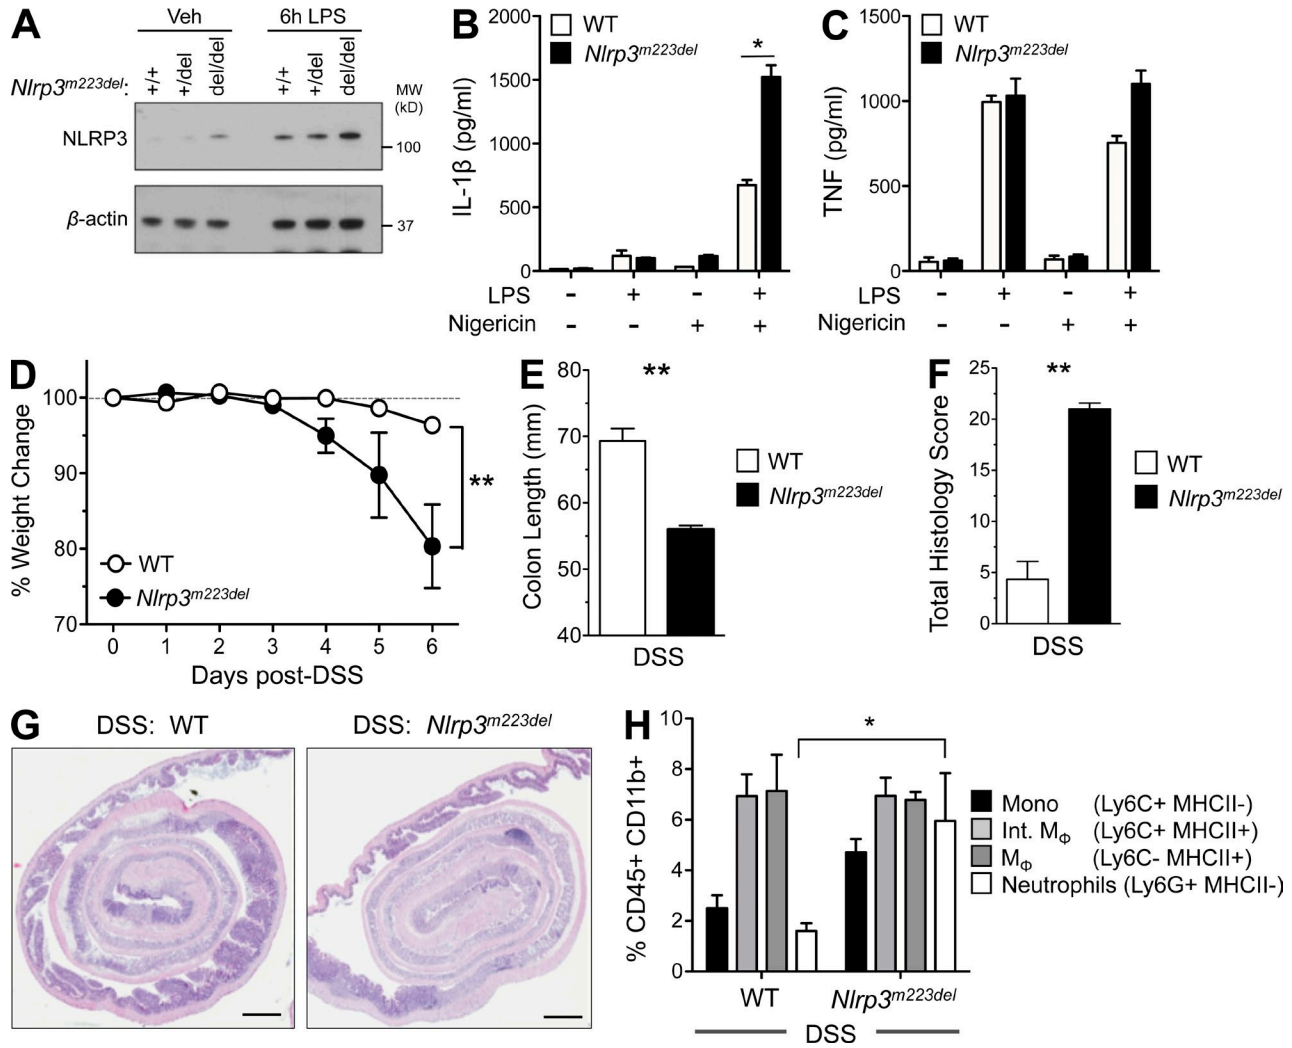 A
Veh
6h LPS
Nlrp3m223del:
+/+
+/del
del/del
+/+
+/del
del/del
MW
(kD)
NLRP3
100
β-actin
37
B
WT
Nlrp3m223del
*
IL-1β (pg/ml)
2000
1500
1000
500
0
LPS - + - +
Nigericin - - + +
C
WT
Nlrp3m223del
TNF (pg/ml)
1500
1000
500
0
LPS - + - +
Nigericin - - + +
D
% Weight Change
100
90
80
70
**
WT
Nlrp3m223del
0 1 2 3 4 5 6
Days post-DSS
E
**
Colon Length (mm)
80
70
60
50
40
DSS
WT
Nlrp3m223del
F
**
Total Histology Score
25
20
15
10
5
0
DSS
WT
Nlrp3m223del
G
DSS: WT
DSS: Nlrp3m223del
H
% CD45+ CD11b+
10
8
6
4
2
0
*
Mono (Ly6C+ MHCII-)
Int. MΦ (Ly6C+ MHCII+)
MΦ (Ly6C- MHCII+)
Neutrophils (Ly6G+ MHCII-)
WT
Nlrp3m223del
DSS